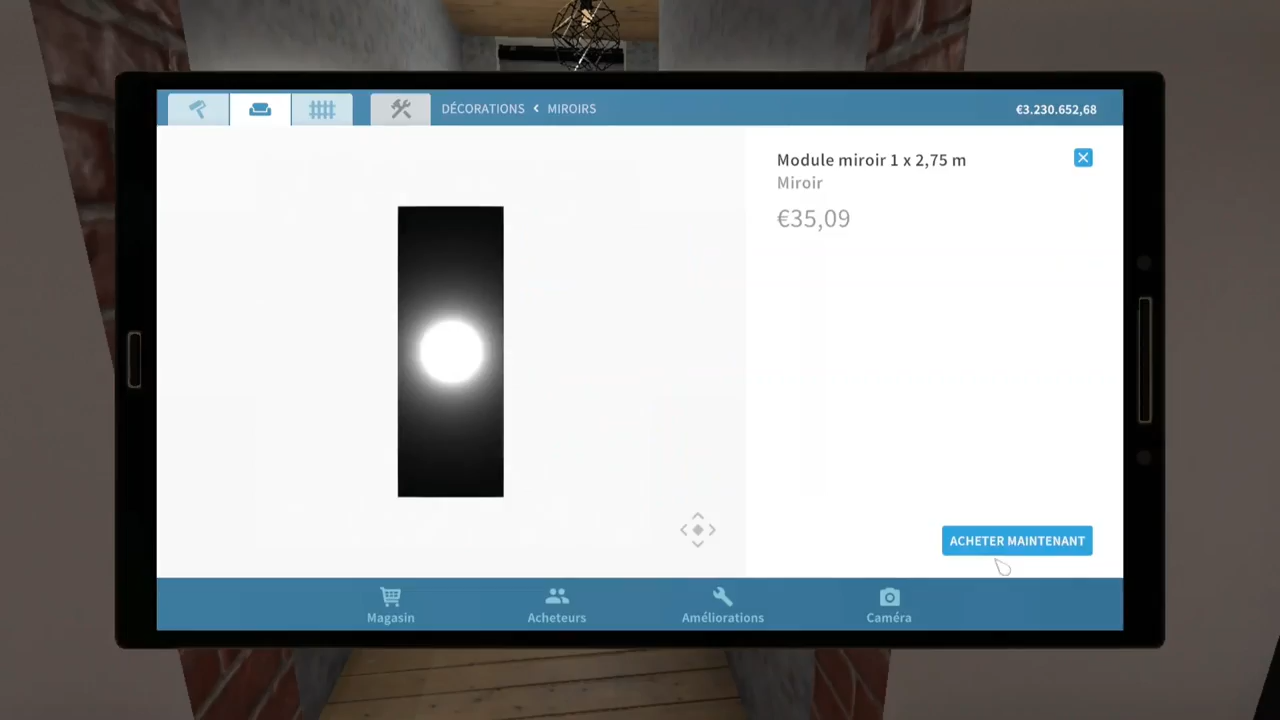 DÉCORATIONS < MIROIRS
€3.230.652,68
Module miroir 1 x 2,75 m
Miroir
€35,09
ACHETER MAINTENANT
Magasin
Acheteurs
Améliorations
Caméra